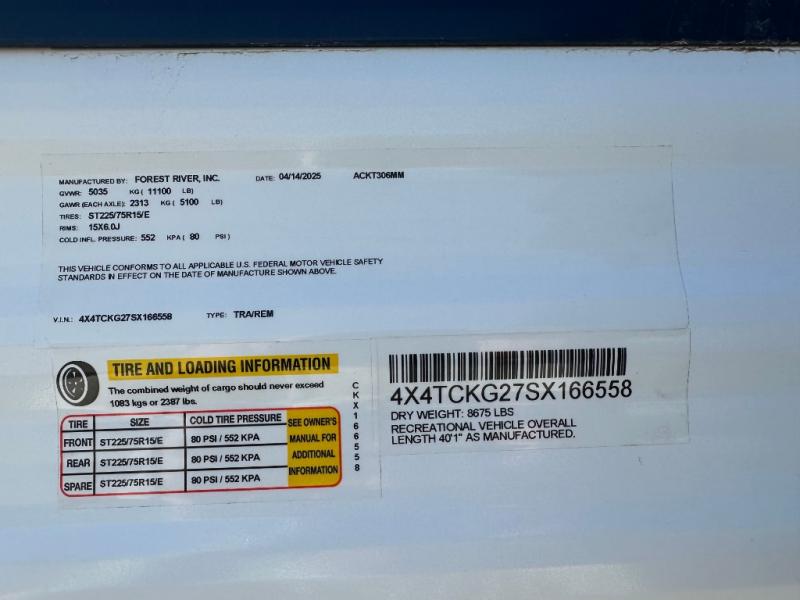 MANUFACTURED BY: FOREST RIVER, INC. DATE: 04/14/2025 ACKT306MM
GVWR: 5035 KG ( 11100 LB)
GAWR (EACH AXLE): 2313 KG ( 5100 LB)
TIRES: ST225/75R15/E
RIMS: 15X6.0J
COLD INFL. PRESSURE: 552 KPA ( 80 PSI )
THIS VEHICLE CONFORMS TO ALL APPLICABLE U.S. FEDERAL MOTOR VEHICLE SAFETY
STANDARDS IN EFFECT ON THE DATE OF MANUFACTURE SHOWN ABOVE.
V.I.N.: 4X4TCKG27SX166558 TYPE: TRA/REM
TIRE AND LOADING INFORMATION
The combined weight of cargo should never exceed
1083 kgs or 2387 lbs.
TIRE SIZE COLD TIRE PRESSURE
FRONT ST225/75R15/E 80 PSI / 552 KPA
REAR ST225/75R15/E 80 PSI / 552 KPA
SPARE ST225/75R15/E 80 PSI / 552 KPA
SEE OWNER'S
MANUAL FOR
ADDITIONAL
INFORMATION
CKKX166558
4X4TCKG27SX166558
DRY WEIGHT: 8675 LBS
RECREATIONAL VEHICLE OVERALL
LENGTH 40'1" AS MANUFACTURED.